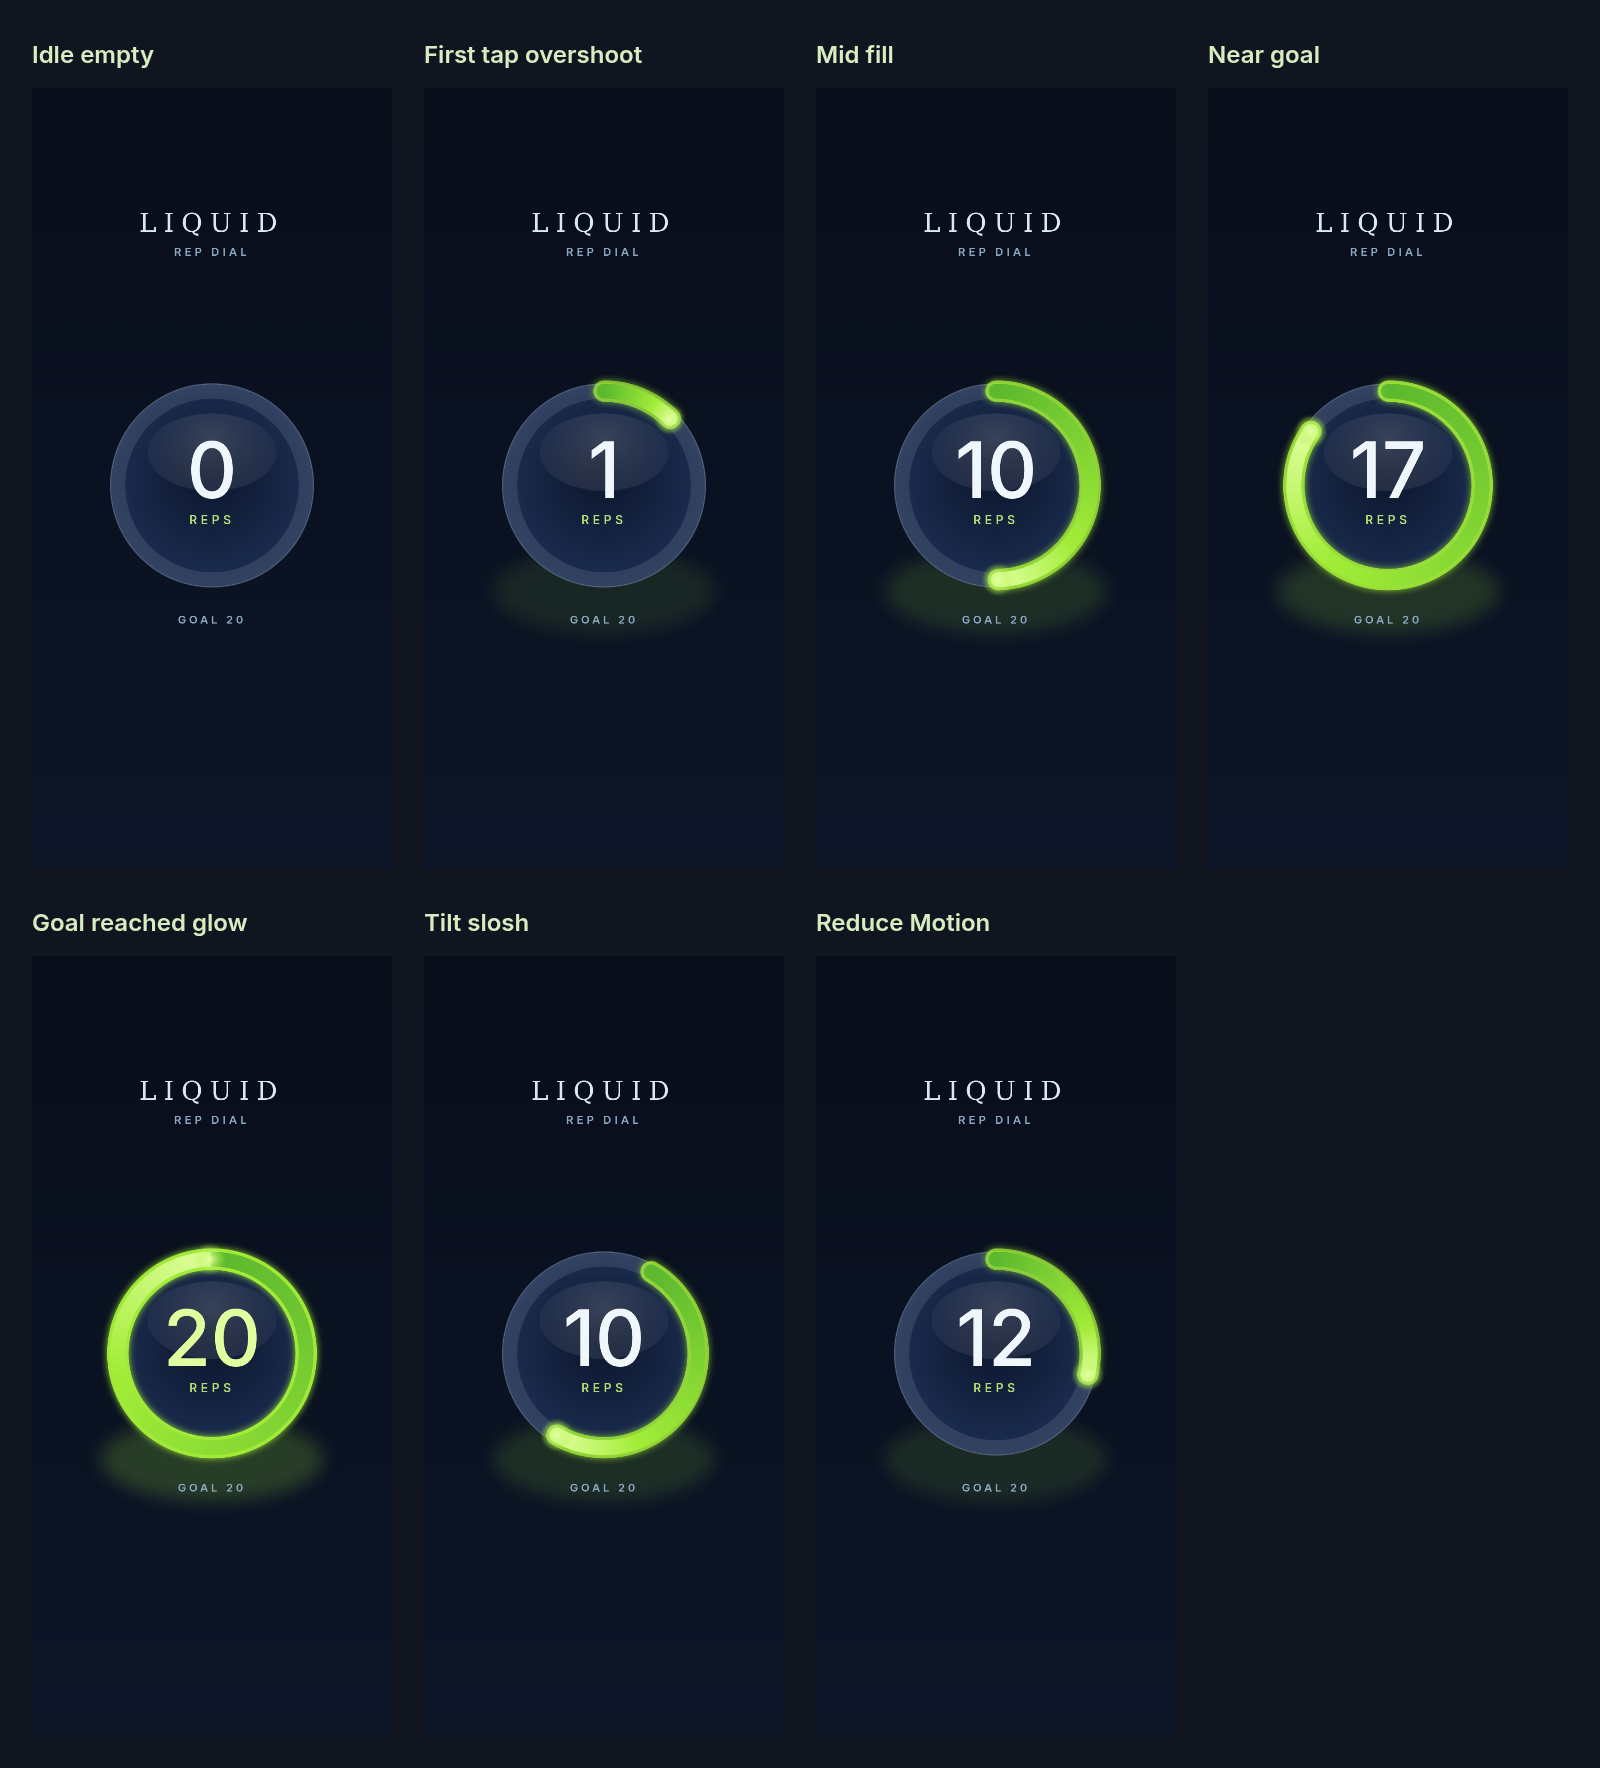 Idle empty
LIQUID
REP DIAL
0
REPS
GOAL 20
First tap overshoot
LIQUID
REP DIAL
1
REPS
GOAL 20
Mid fill
LIQUID
REP DIAL
10
REPS
GOAL 20
Near goal
LIQUID
REP DIAL
17
REPS
GOAL 20
Goal reached glow
LIQUID
REP DIAL
20
REPS
GOAL 20
Tilt slosh
LIQUID
REP DIAL
10
REPS
GOAL 20
Reduce Motion
LIQUID
REP DIAL
12
REPS
GOAL 20